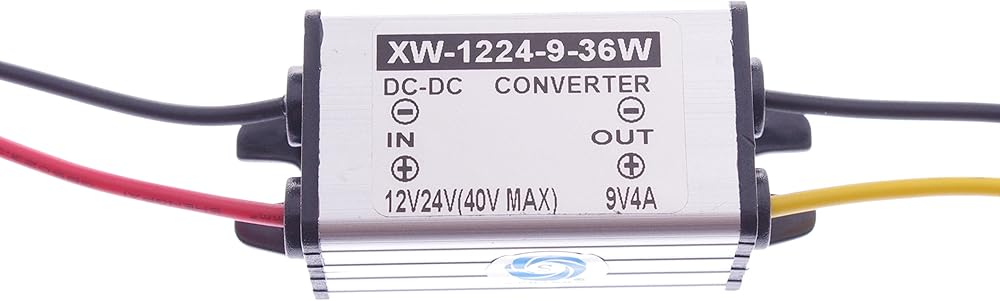 XW-1224-9-36W
DC-DC CONVERTER
⊖ ⊖
IN OUT
⊕ ⊕
12V24V(40V MAX) 9V4A